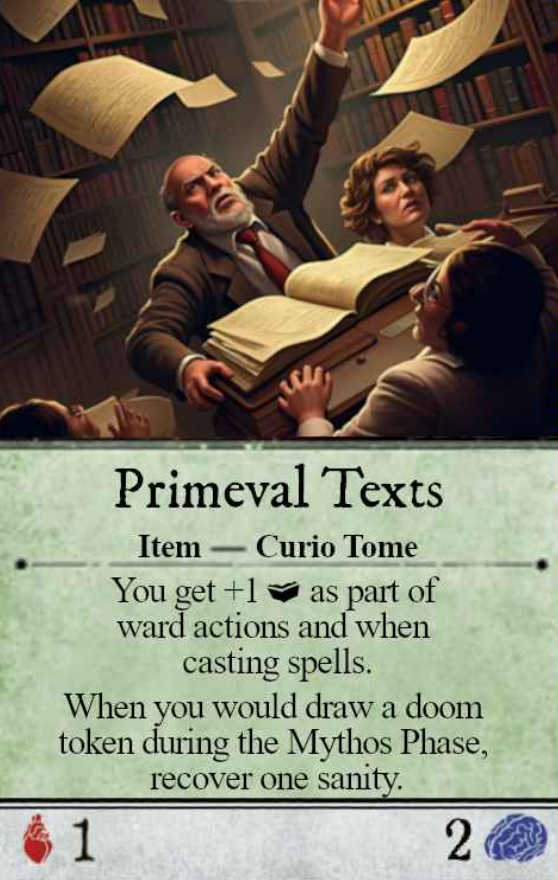 Primeval Texts
Item — Curio Tome
You get +1 as part of
ward actions and when
casting spells.
When you would draw a doom
token during the Mythos Phase,
recover one sanity.
1 2